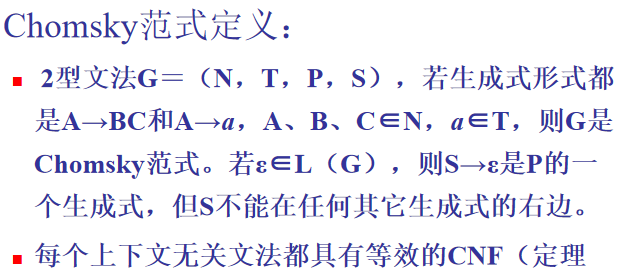 Chomsky范式定义：
2型文法G＝（N，T，P，S），若生成式形式都
是A→BC和A→a，A、B、C∈N，a∈T，则G是
Chomsky范式。若ε∈L（G），则S→ε是P的一
个生成式，但S不能在任何其它生成式的右边。
每个上下文无关文法都具有等效的CNF（定理